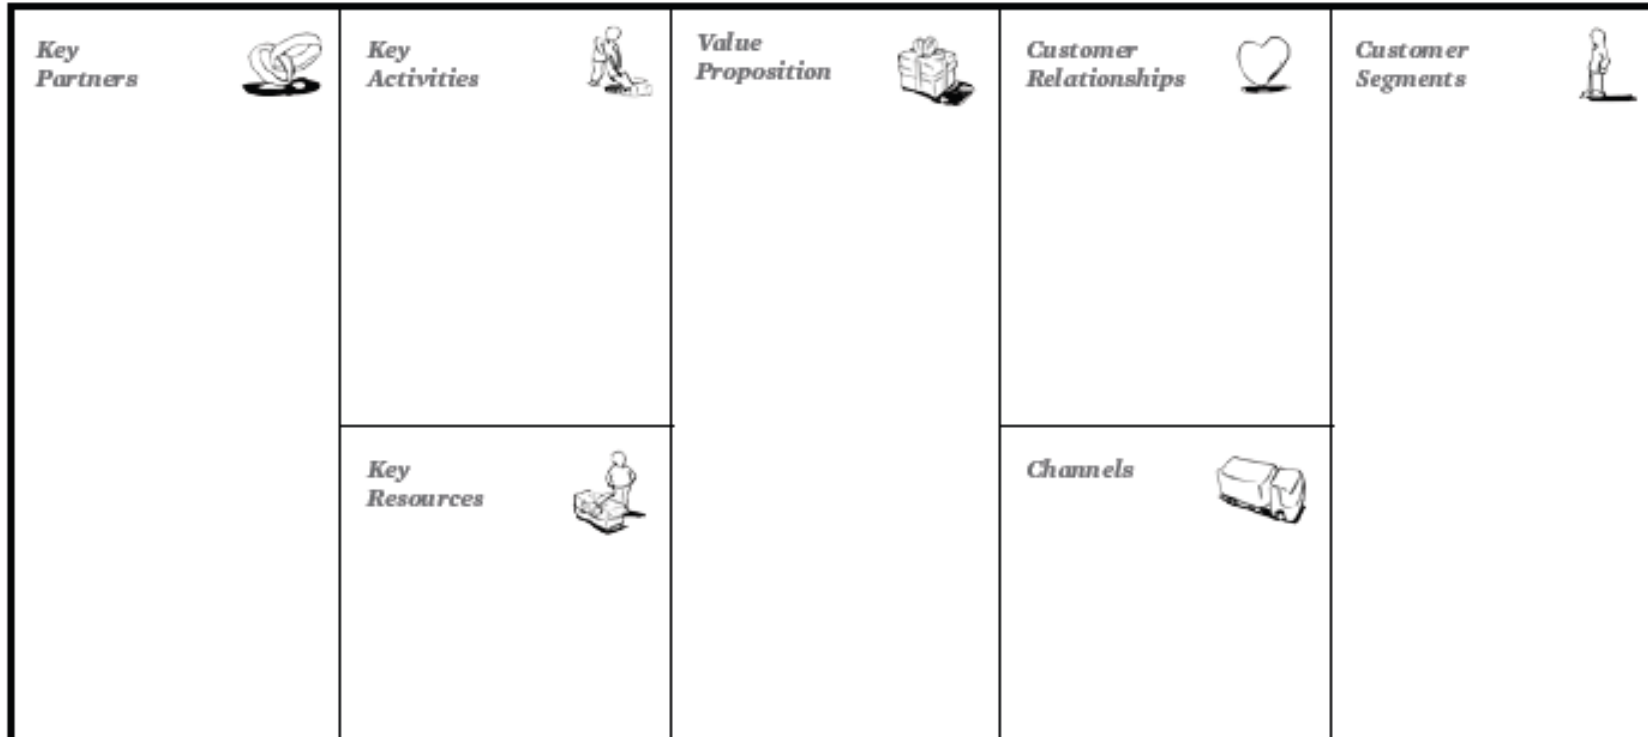 Key
Partners
Key
Activities
Key
Resources
Value
Proposition
Customer
Relationships
Channels
Customer
Segments